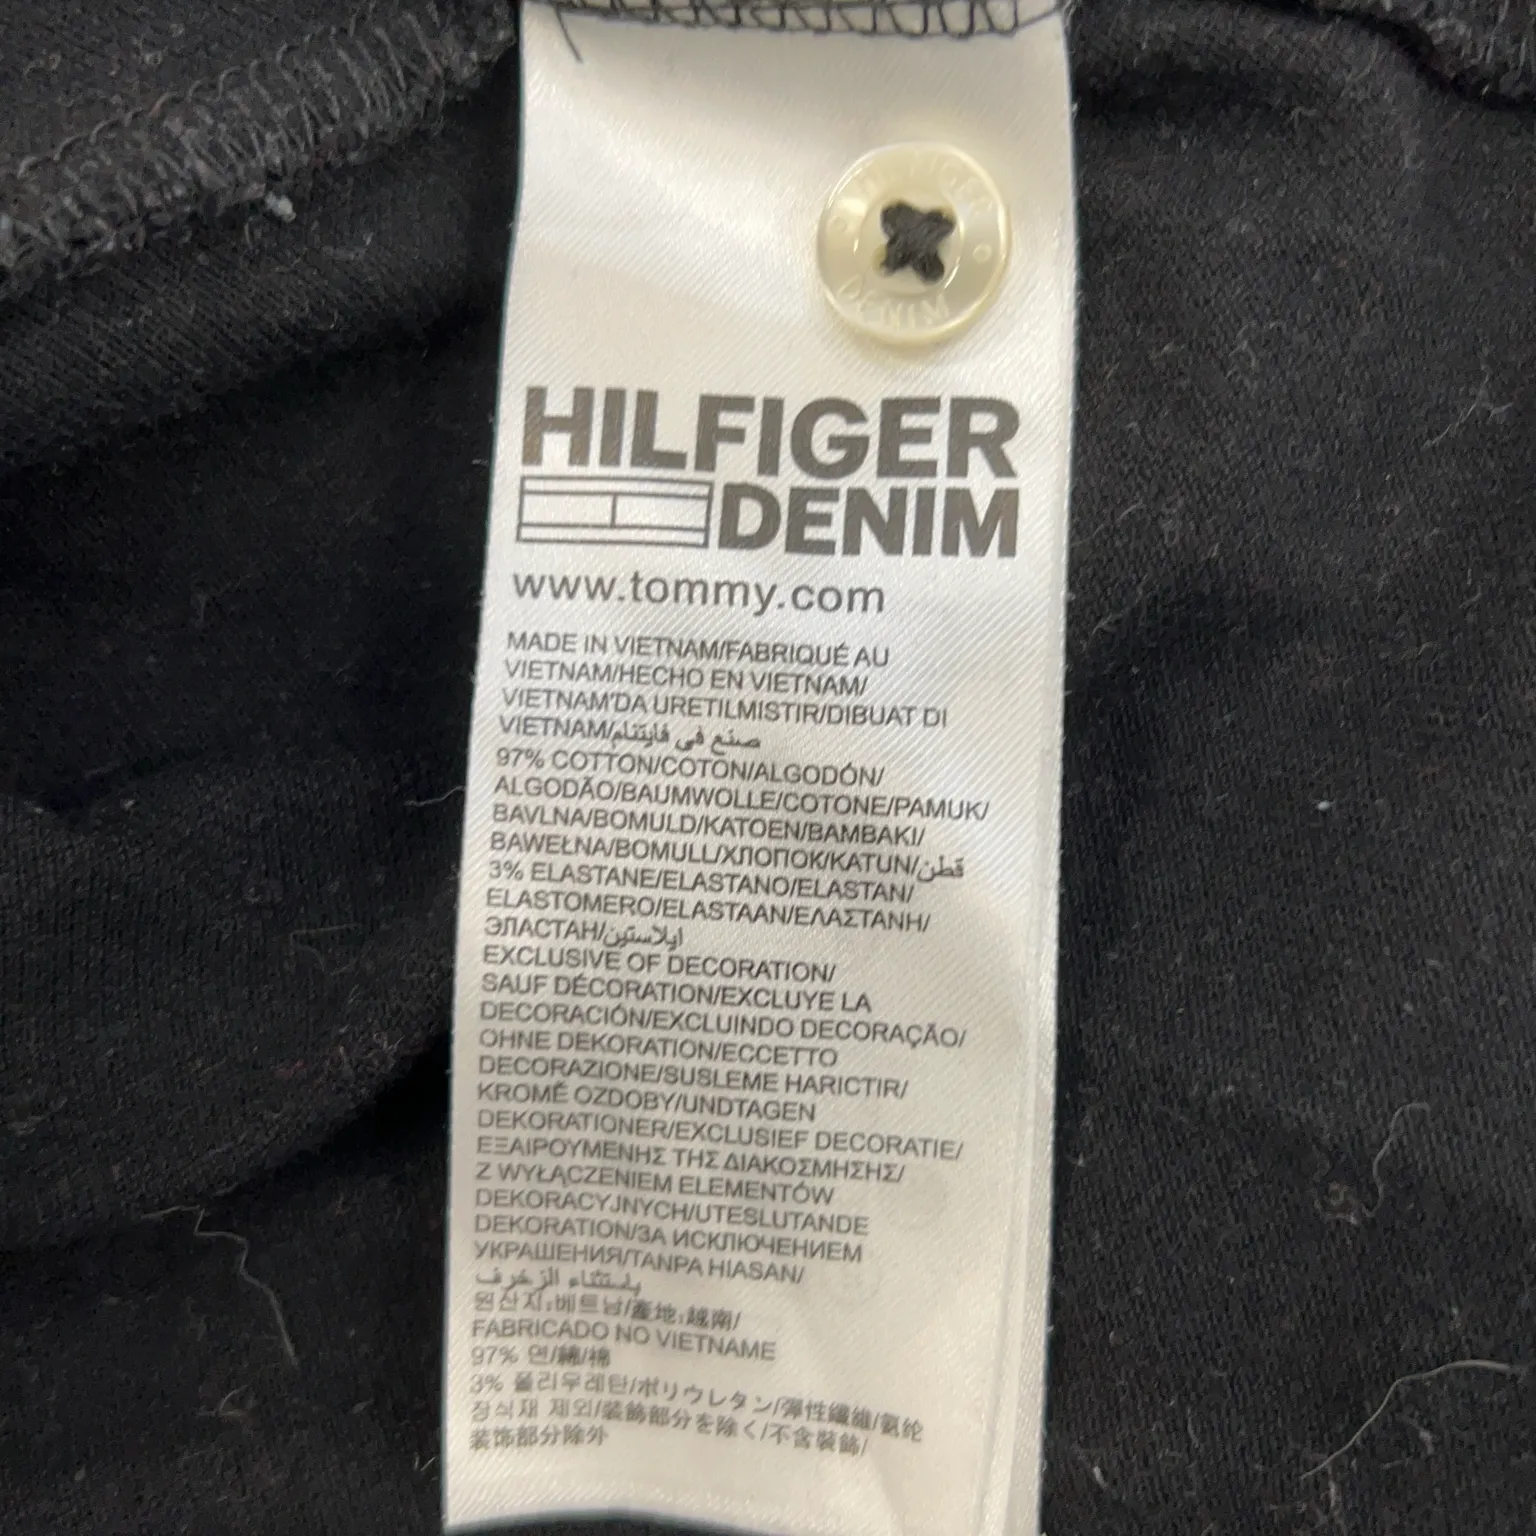 HILFIGER
DENIM
HILFIGER
DENIM
www.tommy.com
MADE IN VIETNAM/FABRIQUÉ AU
VIETNAM/HECHO EN VIETNAM/
VIETNAM'DA URETILMISTIR/DIBUAT DI
VIETNAM/صنع في فايتنام
97% COTTON/COTON/ALGODÓN/
ALGODÃO/BAUMWOLLE/COTONE/PAMUK/
BAVLNA/BOMULD/KATOEN/BAMBAKI/
BAWEŁNA/BOMULL/ХЛОПОК/KATUN/قطن
3% ELASTANE/ELASTANO/ELASTAN/
ELASTOMERO/ELASTAAN/ΕΛΑΣΤΑΝΗ/
ЭЛАСТАН/ايلاستين
EXCLUSIVE OF DECORATION/
SAUF DÉCORATION/EXCLUYE LA
DECORACIÓN/EXCLUINDO DECORAÇÃO/
OHNE DEKORATION/ECCETTO
DECORAZIONE/SUSLEME HARICTIR/
KROMĚ OZDOBY/UNDTAGEN
DEKORATIONER/EXCLUSIEF DECORATIE/
ΕΞΑΙΡΟΥΜΕΝΗΣ ΤΗΣ ΔΙΑΚΟΣΜΗΣΗΣ/
Z WYŁĄCZENIEM ELEMENTÓW
DEKORACYJNYCH/UTESLUTANDE
DEKORATION/ЗА ИСКЛЮЧЕНИЕМ
УКРАШЕНИЯ/TANPA HIASAN/
باستثناء الزخرف
원산지:베트남/產地:越南/
FABRICADO NO VIETNAME
97% 면/綿/棉
3% 폴리우레탄/ポリウレタン/彈性纖維/氨纶
장식재 제외/装飾部分を除く/不含裝飾/
装饰部分除外